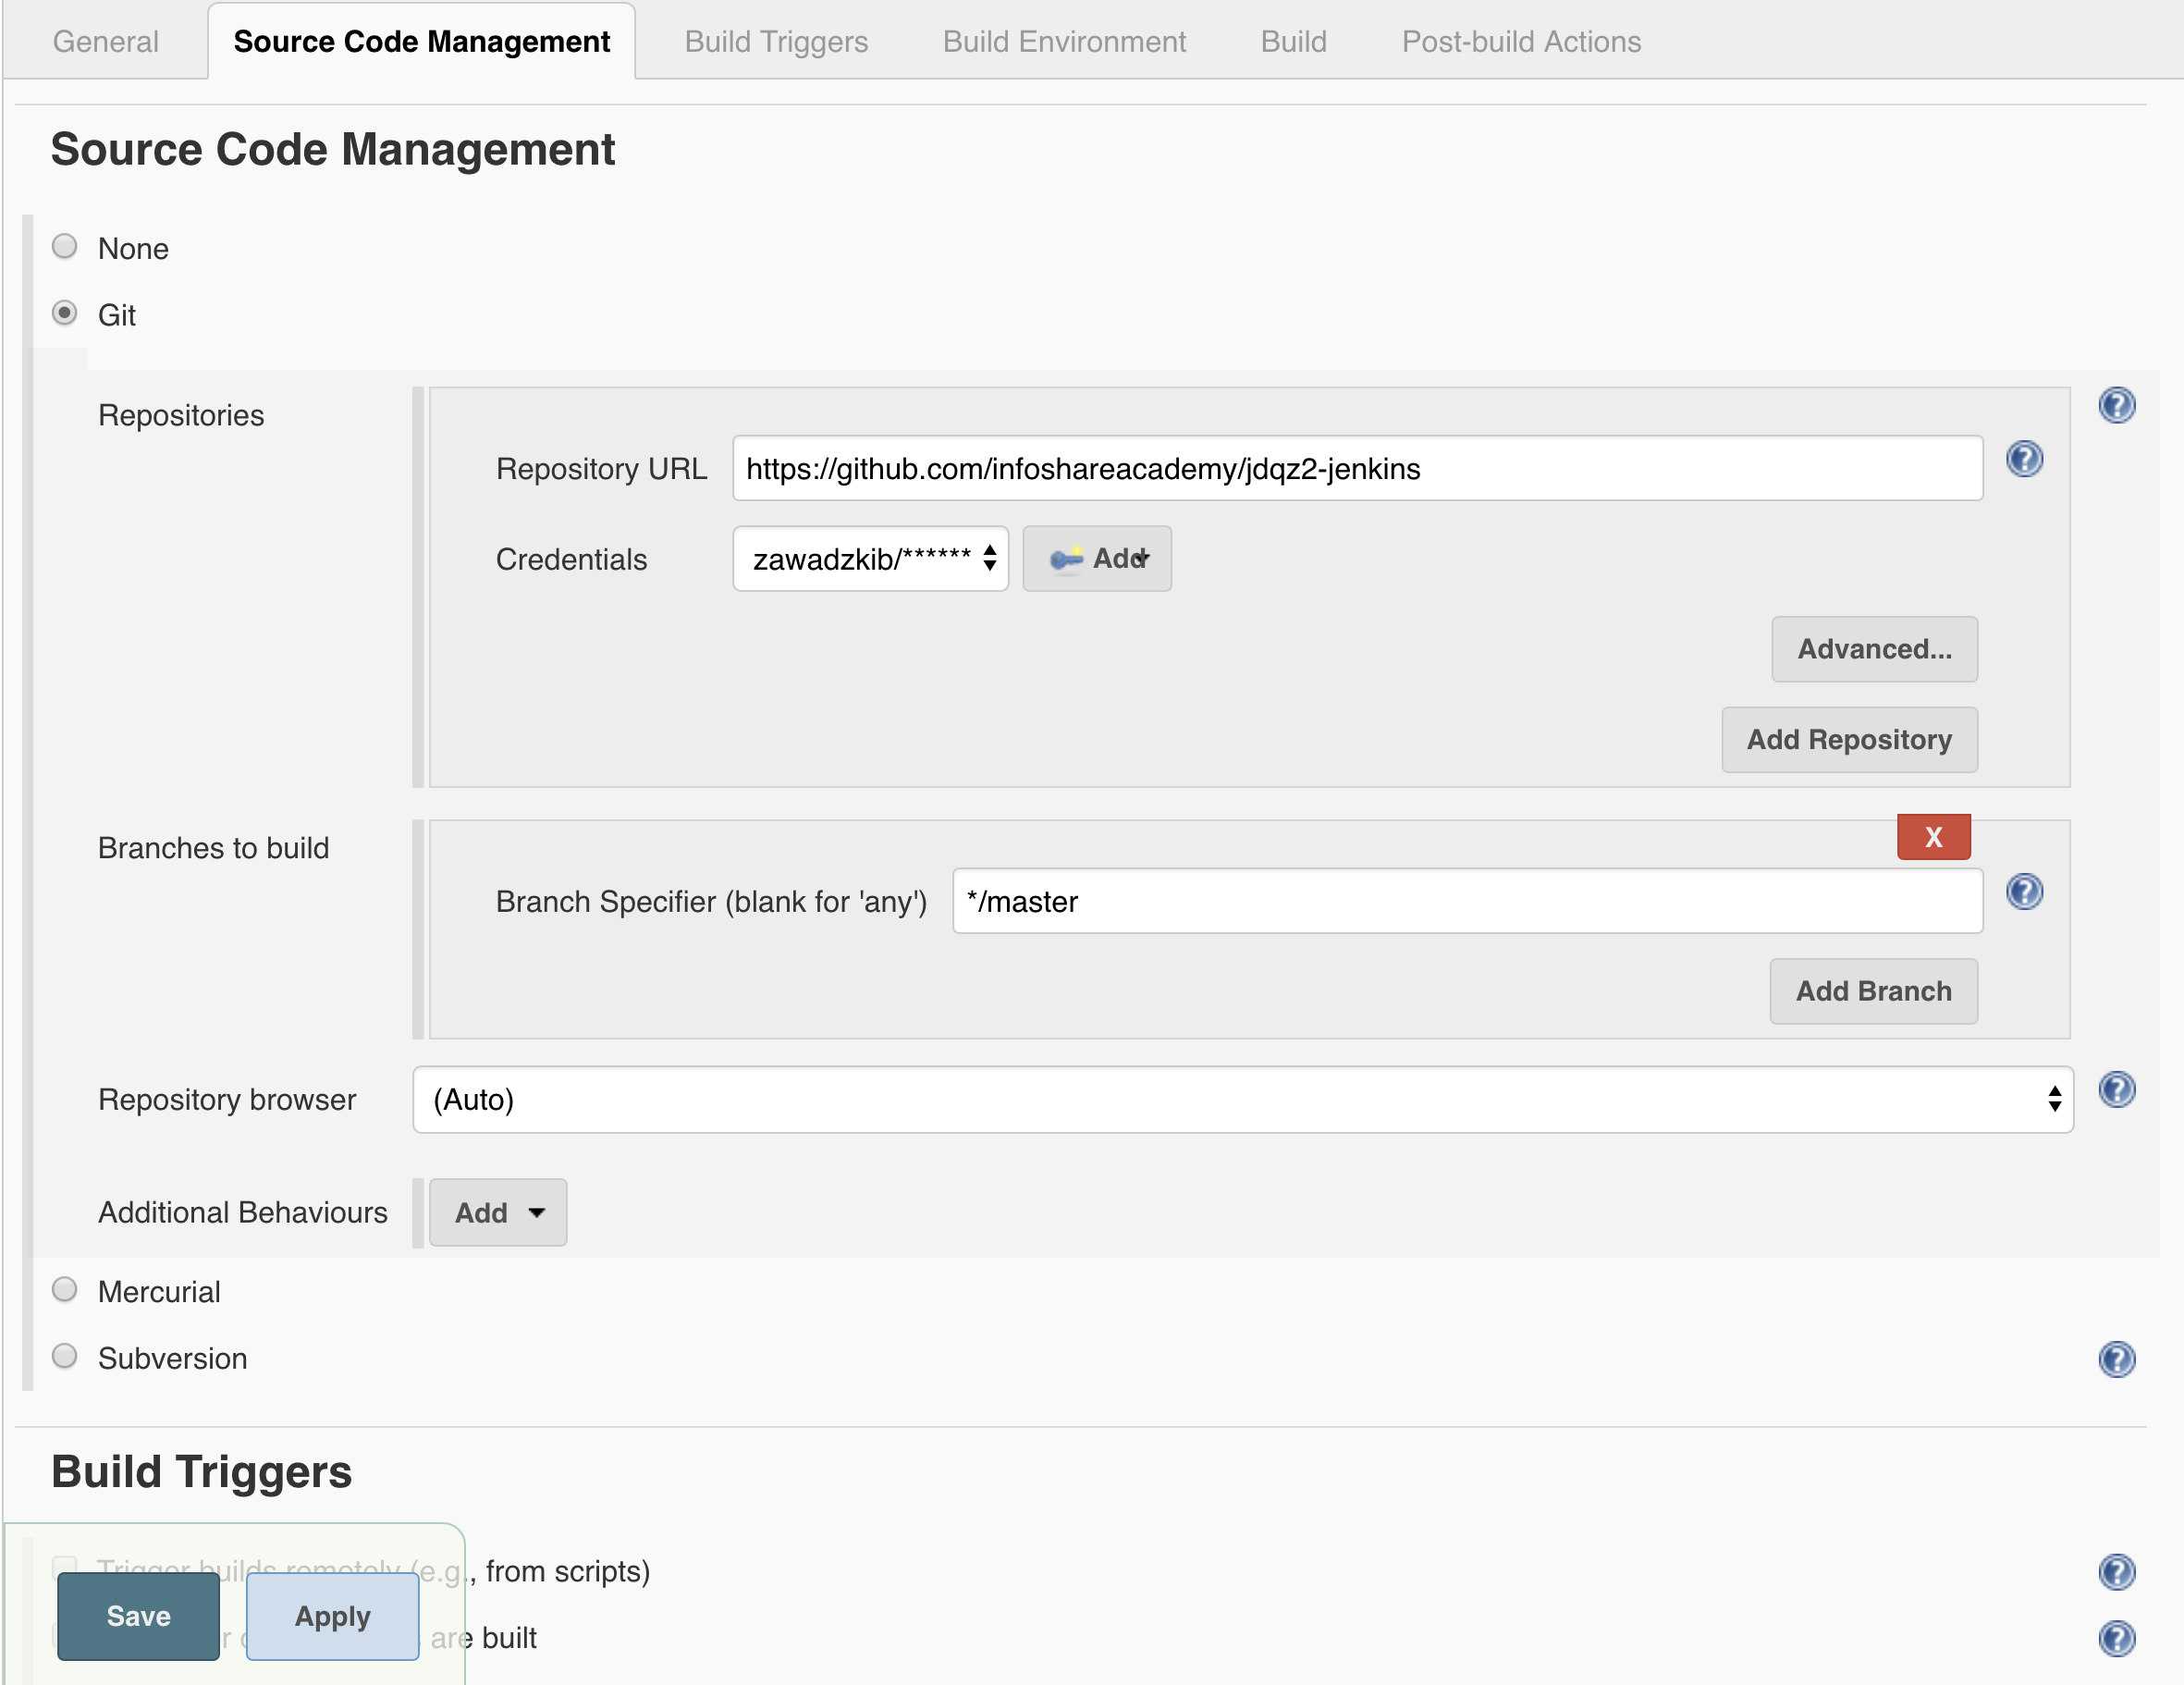 General Source Code Management Build Triggers Build Environment Build Post-build Actions
Source Code Management
None
Git
Repositories
Repository URL https://github.com/infoshareacademy/jdqz2-jenkins
Credentials zawadzkib/****** Add
Advanced...
Add Repository
Branches to build
X
Branch Specifier (blank for 'any') */master
Add Branch
Repository browser (Auto)
Additional Behaviours Add
Mercurial
Subversion
Build Triggers
Trigger builds remotely (e.g., from scripts)
Save Apply
are built